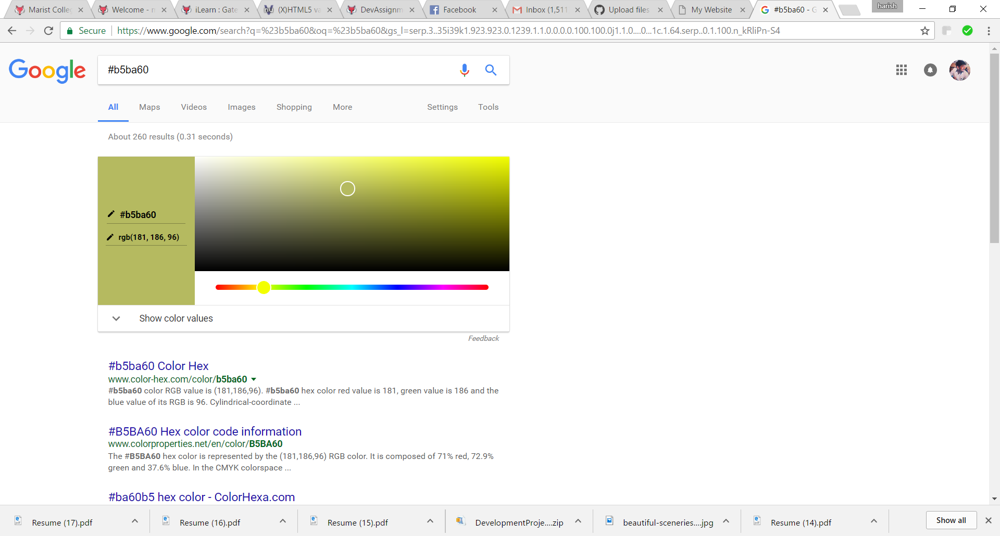 Marist Colle
Welcome - m
iLearn : Gate
(X)HTML5 va
DevAssignm
Facebook
Inbox (1,511
Upload files
My Website
#b5ba60 - G
harish
Secure
https://www.google.com/search?q=%23b5ba60&oq=%23b5ba60&gs_l=serp.3..35i39k1.923.923.0.1239.1.1.0.0.0.0.100.100.0j1.1.0....0...1c.1.64.serp..0.1.100.n_kRliPn-S4
Google
#b5ba60
All Maps Videos Images Shopping More Settings Tools
About 260 results (0.31 seconds)
#b5ba60
rgb(181, 186, 96)
Show color values
Feedback
#b5ba60 Color Hex
www.color-hex.com/color/b5ba60
#b5ba60 color RGB value is (181,186,96). #b5ba60 hex color red value is 181, green value is 186 and the
blue value of its RGB is 96. Cylindrical-coordinate ...
#B5BA60 Hex color code information
www.colorproperties.net/en/color/B5BA60
The #B5BA60 hex color is represented by the (181,186,96) RGB color. It is composed of 71% red, 72.9%
green and 37.6% blue. In the CMYK colorspace ...
#ba60b5 hex color - ColorHexa.com
Resume (17).pdf
Resume (16).pdf
Resume (15).pdf
DevelopmentProje....zip
beautiful-sceneries....jpg
Resume (14).pdf
Show all